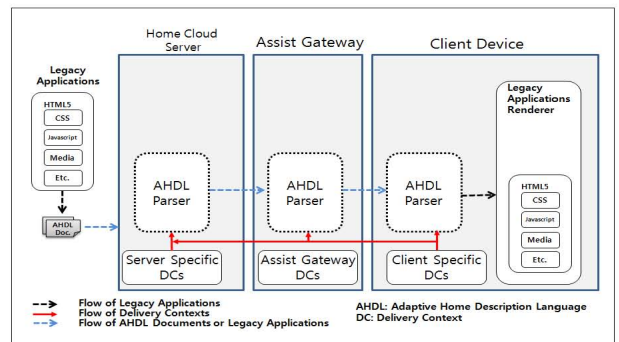 Home Cloud
Server
Assist Gateway
Client Device
Legacy
Applications
HTML5
CSS
Javascript
Media
Etc.
AHDL
Doc.
AHDL
Parser
Server Specific
DCs
AHDL
Parser
Assist Gateway
DCs
AHDL
Parser
Client Specific
DCs
Legacy
Applications
Renderer
HTML5
CSS
Javascript
Media
Etc.
Flow of Legacy Applications
Flow of Delivery Contexts
Flow of AHDL Documents or Legacy Applications
AHDL: Adaptive Home Description Language
DC: Delivery Context